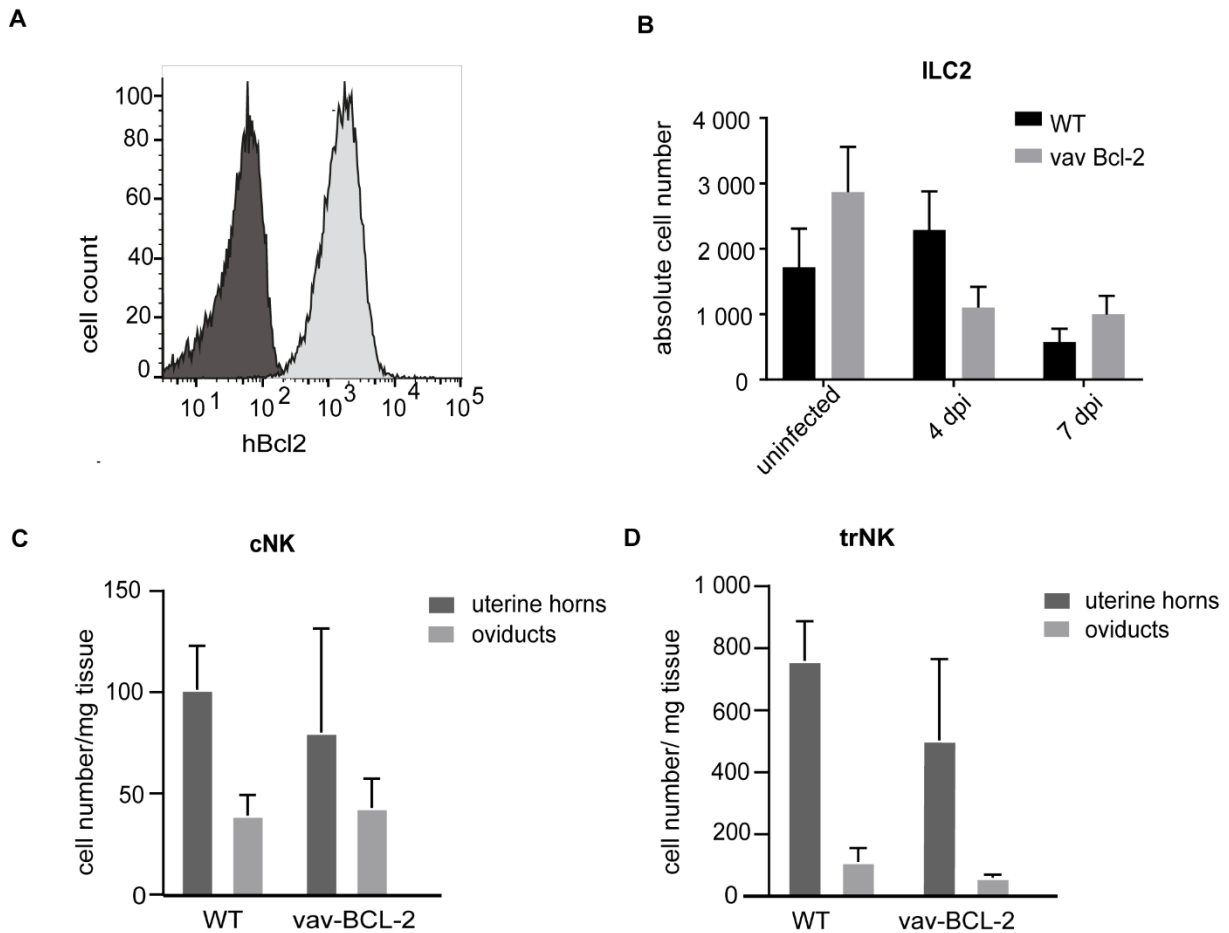 A
100
80
60
40
20
0
cell count
10^1 10^2 10^3 10^4 10^5
hBcl2
B
ILC2
WT
vav Bcl-2
4 000
3 000
2 000
1 000
0
absolute cell number
uninfected
4 dpi
7 dpi
C
cNK
uterine horns
oviducts
150
100
50
0
cell number/mg tissue
WT
vav-BCL-2
D
trNK
uterine horns
oviducts
1 000
800
600
400
200
0
cell number/ mg tissue
WT
vav-BCL-2